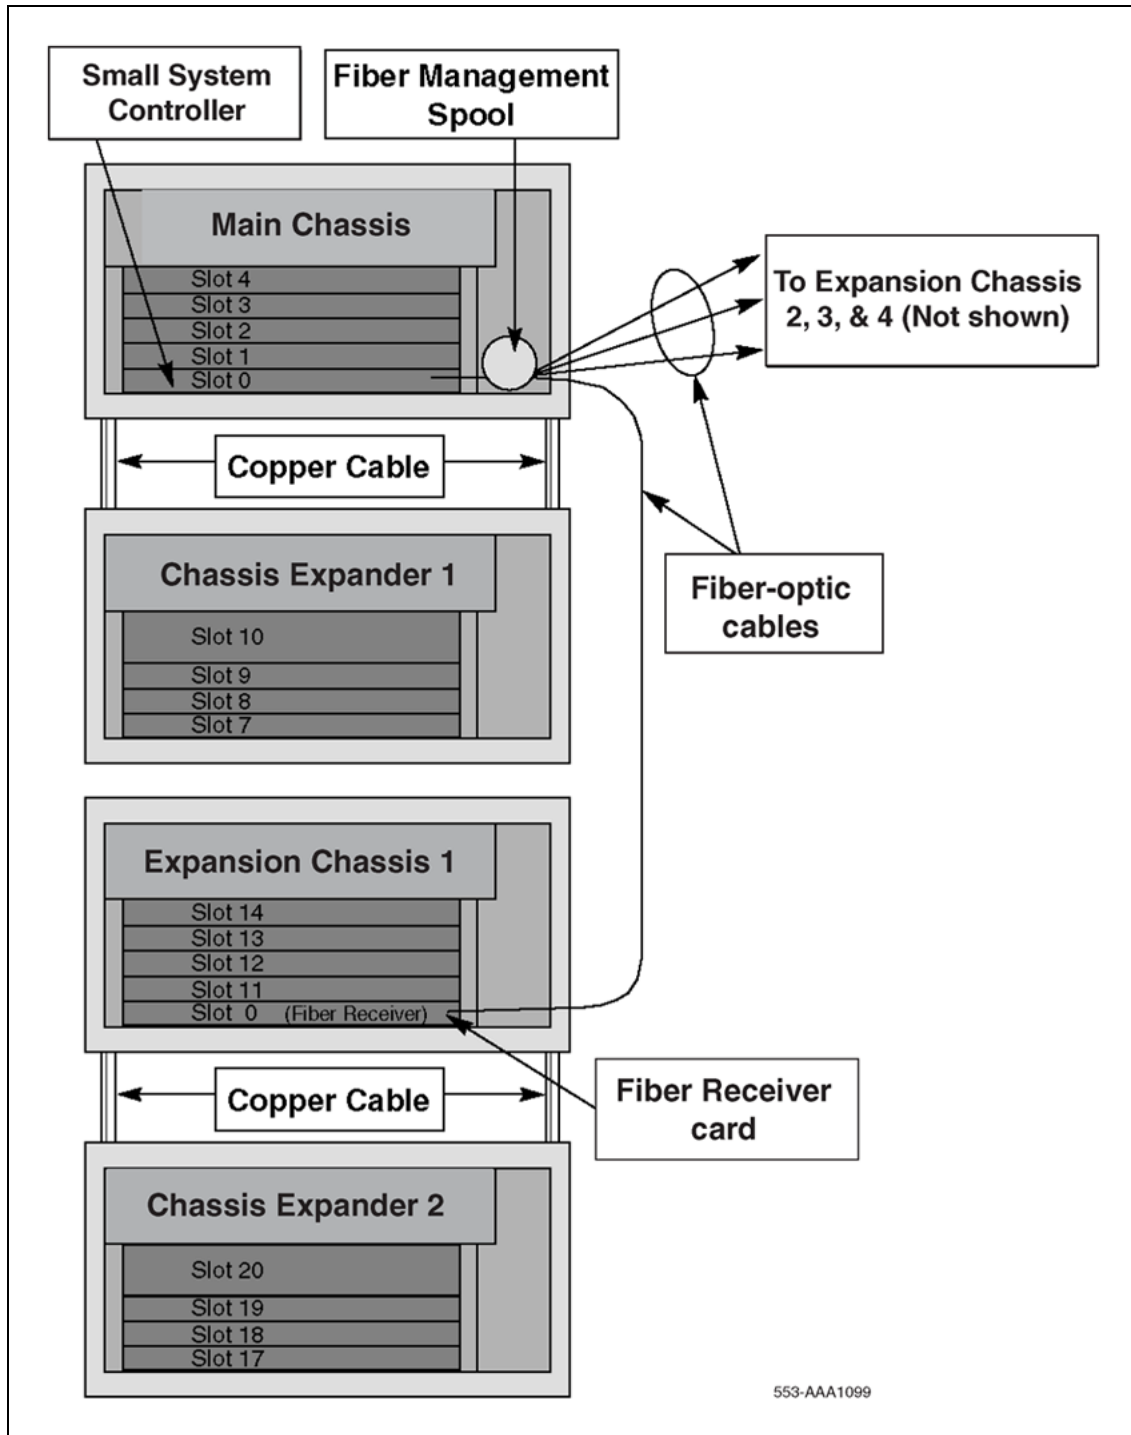 Small System
Controller
Fiber Management
Spool
Main Chassis
Slot 4
Slot 3
Slot 2
Slot 1
Slot 0
To Expansion Chassis
2, 3, & 4 (Not shown)
Copper Cable
Chassis Expander 1
Slot 10
Slot 9
Slot 8
Slot 7
Fiber-optic
cables
Expansion Chassis 1
Slot 14
Slot 13
Slot 12
Slot 11
Slot 0 (Fiber Receiver)
Copper Cable
Fiber Receiver
card
Chassis Expander 2
Slot 20
Slot 19
Slot 18
Slot 17
553-AAA1099